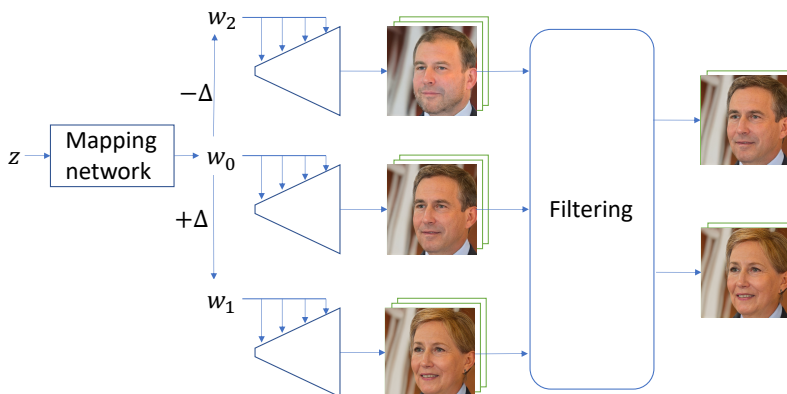 w₂
−Δ
z
Mapping
network
w₀
+Δ
w₁
Filtering